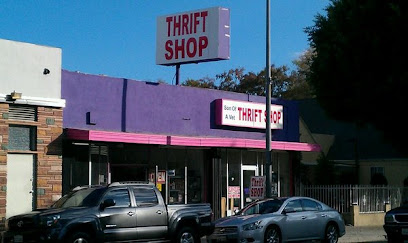 THRIFT
SHOP
Son Of
A Vet
THRIFT SHOP